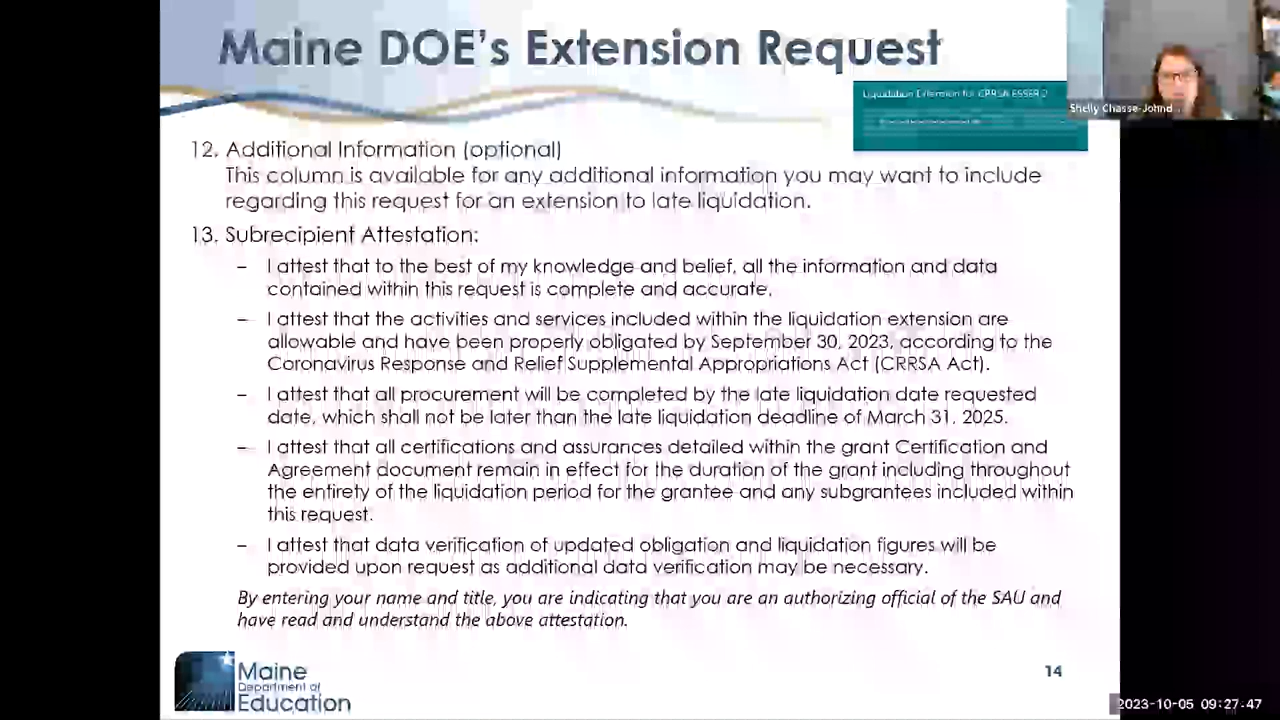 Maine DOE's Extension Request
Liquidation Extension for CRRSA ESSER 2
Shelly Chasse-Johnd...
12. Additional Information (optional)
This column is available for any additional information you may want to include
regarding this request for an extension to late liquidation.
13. Subrecipient Attestation:
– I attest that to the best of my knowledge and belief, all the information and data
contained within this request is complete and accurate.
– I attest that the activities and services included within the liquidation extension are
allowable and have been properly obligated by September 30, 2023, according to the
Coronavirus Response and Relief Supplemental Appropriations Act (CRRSA Act).
– I attest that all procurement will be completed by the late liquidation date requested
date, which shall not be later than the late liquidation deadline of March 31, 2025.
– I attest that all certifications and assurances detailed within the grant Certification and
Agreement document remain in effect for the duration of the grant including throughout
the entirety of the liquidation period for the grantee and any subgrantees included within
this request.
– I attest that data verification of updated obligation and liquidation figures will be
provided upon request as additional data verification may be necessary.
By entering your name and title, you are indicating that you are an authorizing official of the SAU and
have read and understand the above attestation.
Maine
Department of
Education
14
2023-10-05 09:27:47